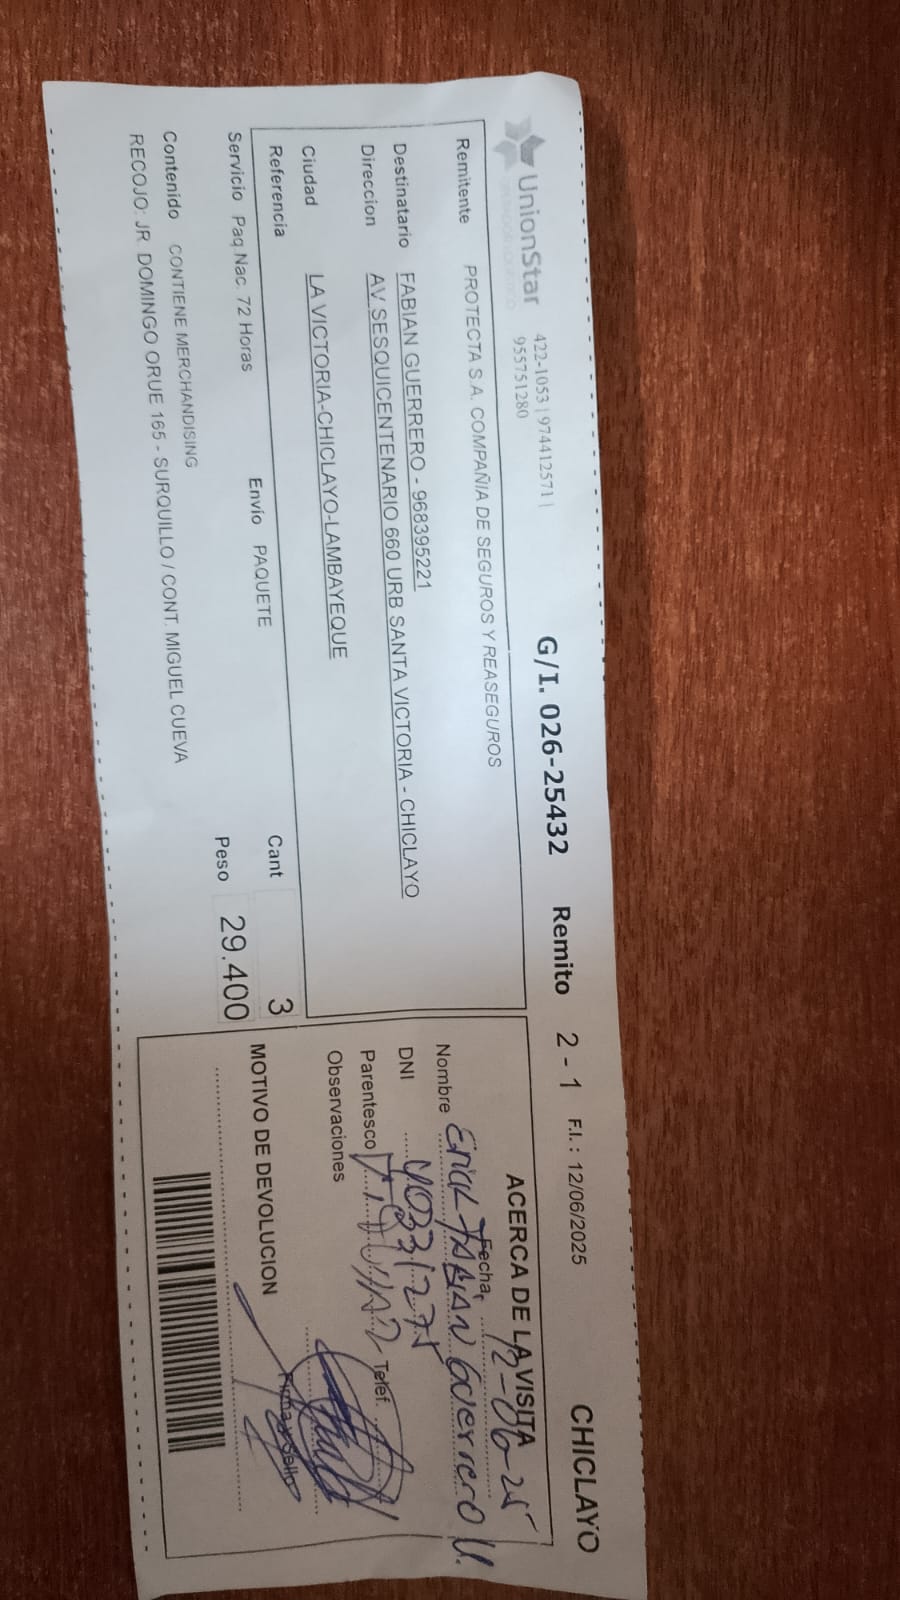 UnionStar 422-1053 | 974412571 |
955751280
G/I. 026-25432 Remito 2 - 1 F.I.: 12/06/2025 CHICLAYO
Remitente PROTECTA S.A. COMPAÑIA DE SEGUROS Y REASEGUROS
Destinatario FABIAN GUERRERO - 968395221
Direccion AV. SESQUICENTENARIO 660 URB SANTA VICTORIA - CHICLAYO
Ciudad LA VICTORIA-CHICLAYO-LAMBAYEQUE
Referencia
Servicio Paq.Nac. 72 Horas Envio PAQUETE Cant 3
Peso 29.400
Contenido CONTIENE MERCHANDISING
RECOJO: JR. DOMINGO ORUE 165 - SURQUILLO / CONT. MIGUEL CUEVA
ACERCA DE LA VISITA
Fecha -06-25
Nombre Erick FABIAN Guerrero V.
DNI
Parentesco Telef.
Observaciones
MOTIVO DE DEVOLUCION
Firma y Sello